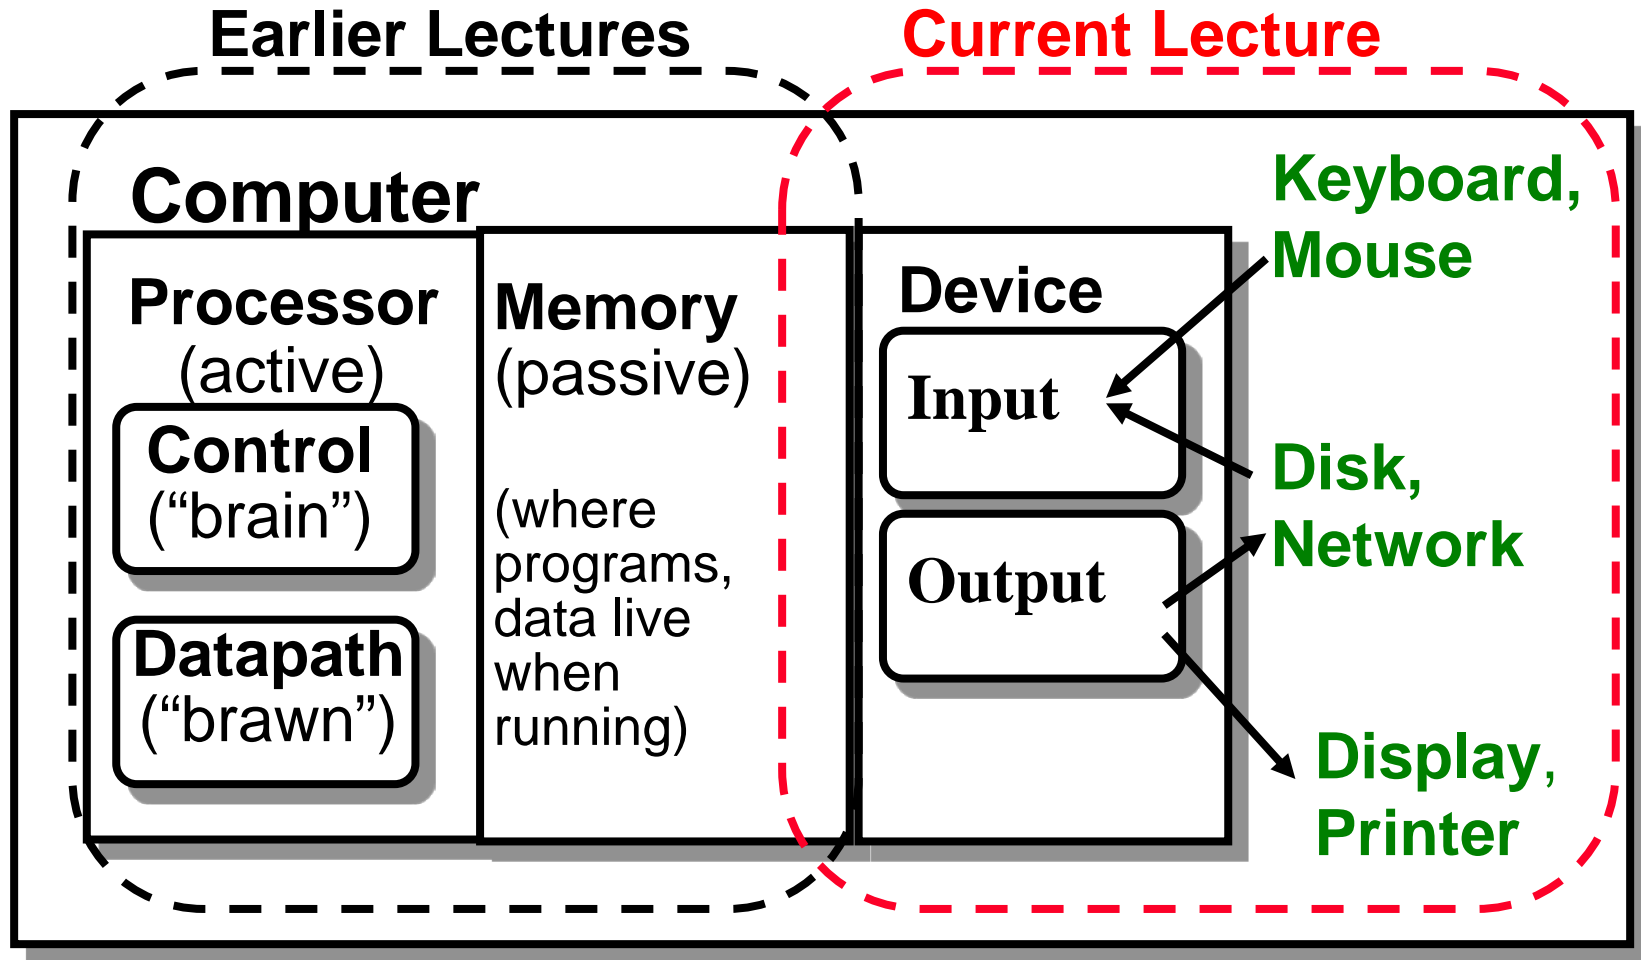 Earlier Lectures
Current Lecture
Computer
Processor
(active)
Control
(“brain”)
Datapath
(“brawn”)
Memory
(passive)
(where
programs,
data live
when
running)
Device
Input
Output
Keyboard,
Mouse
Disk,
Network
Display,
Printer